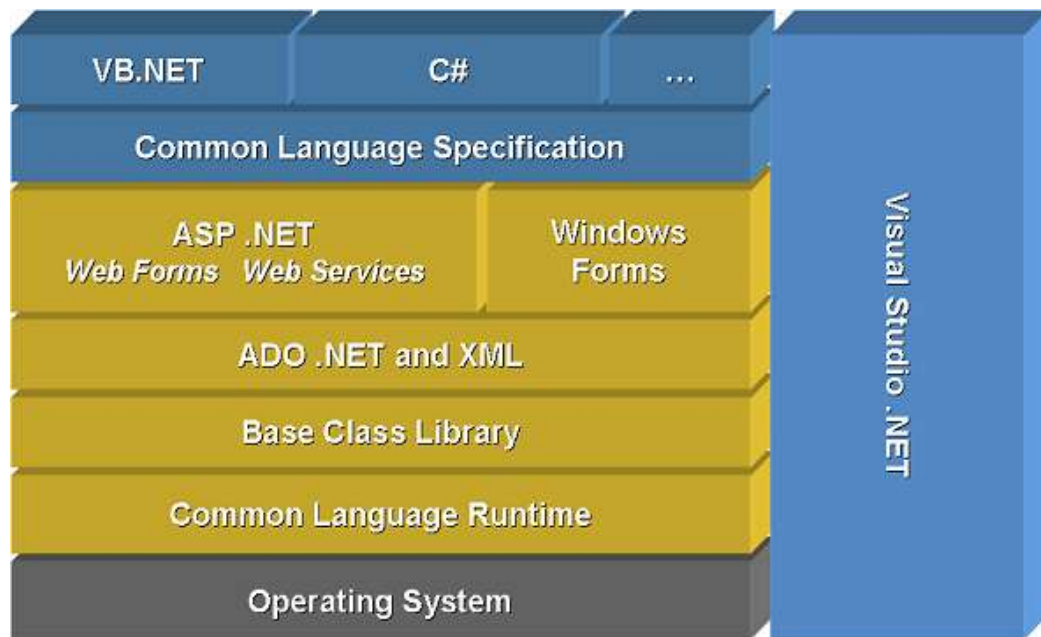 VB.NET
C#
...
Common Language Specification
ASP .NET
Web Forms Web Services
Windows
Forms
ADO .NET and XML
Base Class Library
Common Language Runtime
Operating System
Visual Studio .NET